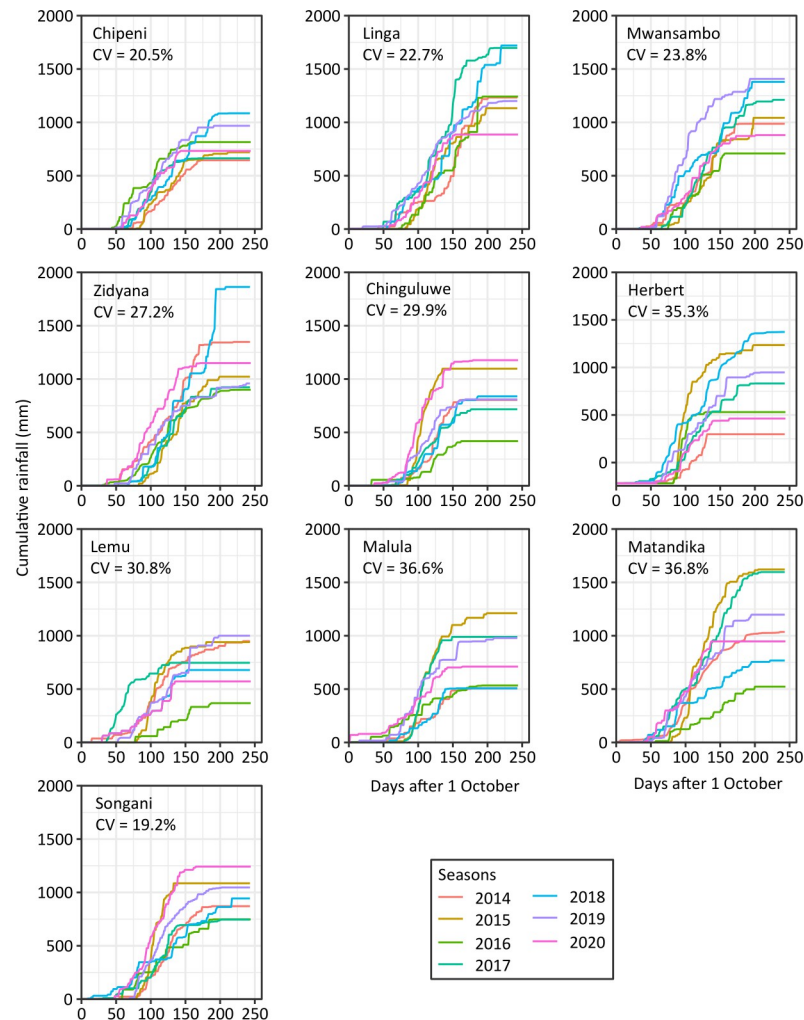 Chipeni
CV = 20.5%
2000
1500
1000
500
0
0 50 100 150 200 250
Linga
CV = 22.7%
2000
1500
1000
500
0
0 50 100 150 200 250
Mwansambo
CV = 23.8%
2000
1500
1000
500
0
0 50 100 150 200 250
Zidyana
CV = 27.2%
2000
1500
1000
500
0
0 50 100 150 200 250
Chinguluwe
CV = 29.9%
2000
1500
1000
500
0
0 50 100 150 200 250
Herbert
CV = 35.3%
2000
1500
1000
500
0
0 50 100 150 200 250
Cumulative rainfall (mm)
Lemu
CV = 30.8%
2000
1500
1000
500
0
0 50 100 150 200 250
Malula
CV = 36.6%
2000
1500
1000
500
0
0 50 100 150 200 250
Days after 1 October
Matandika
CV = 36.8%
2000
1500
1000
500
0
0 50 100 150 200 250
Days after 1 October
Songani
CV = 19.2%
2000
1500
1000
500
0
0 50 100 150 200 250
Seasons
2014
2015
2016
2017
2018
2019
2020